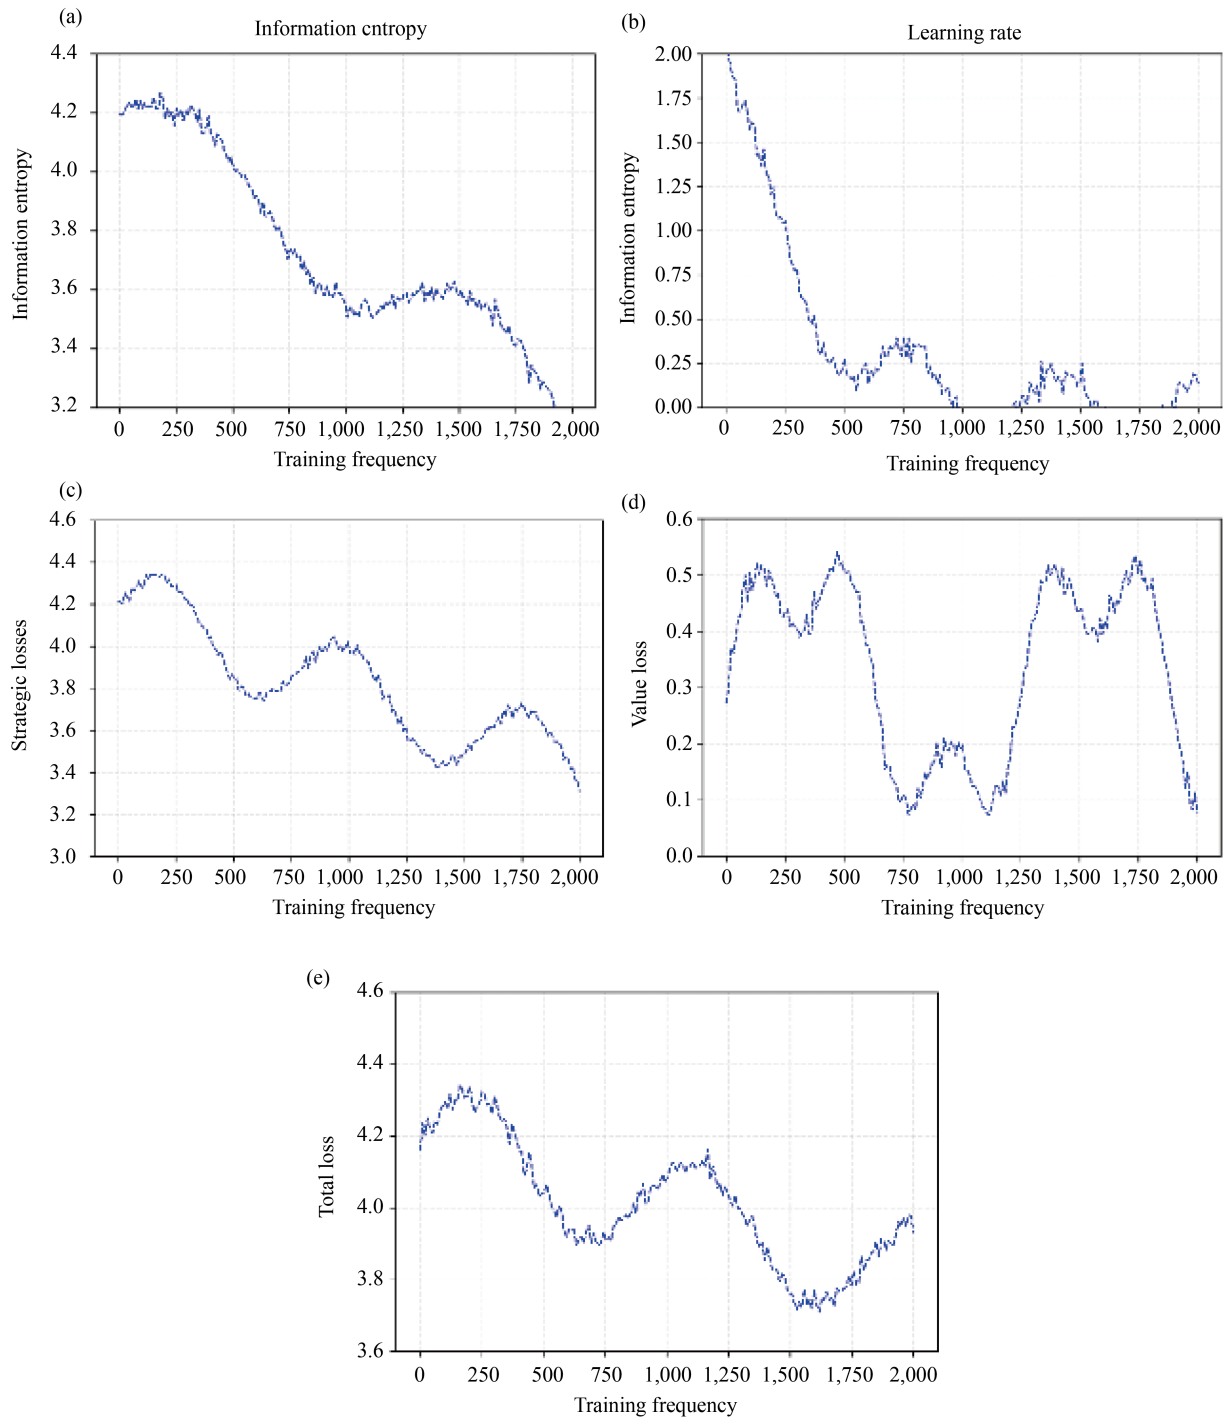 (a)
Information cntropy
4.4
4.2
4.0
3.8
3.6
3.4
3.2
Information entropy
0 250 500 750 1,000 1,250 1,500 1,750 2,000
Training frequency
(b)
Learning rate
2.00
1.75
1.50
1.25
1.00
0.75
0.50
0.25
0.00
Information entropy
0 250 500 750 1,000 1,250 1,500 1,750 2,000
Training frequency
(c)
4.6
4.4
4.2
4.0
3.8
3.6
3.4
3.2
3.0
Strategic losses
0 250 500 750 1,000 1,250 1,500 1,750 2,000
Training frequency
(d)
0.6
0.5
0.4
0.3
0.2
0.1
0.0
Value loss
0 250 500 750 1,000 1,250 1,500 1,750 2,000
Training frequency
(e)
4.6
4.4
4.2
4.0
3.8
3.6
Total loss
0 250 500 750 1,000 1,250 1,500 1,750 2,000
Training frequency